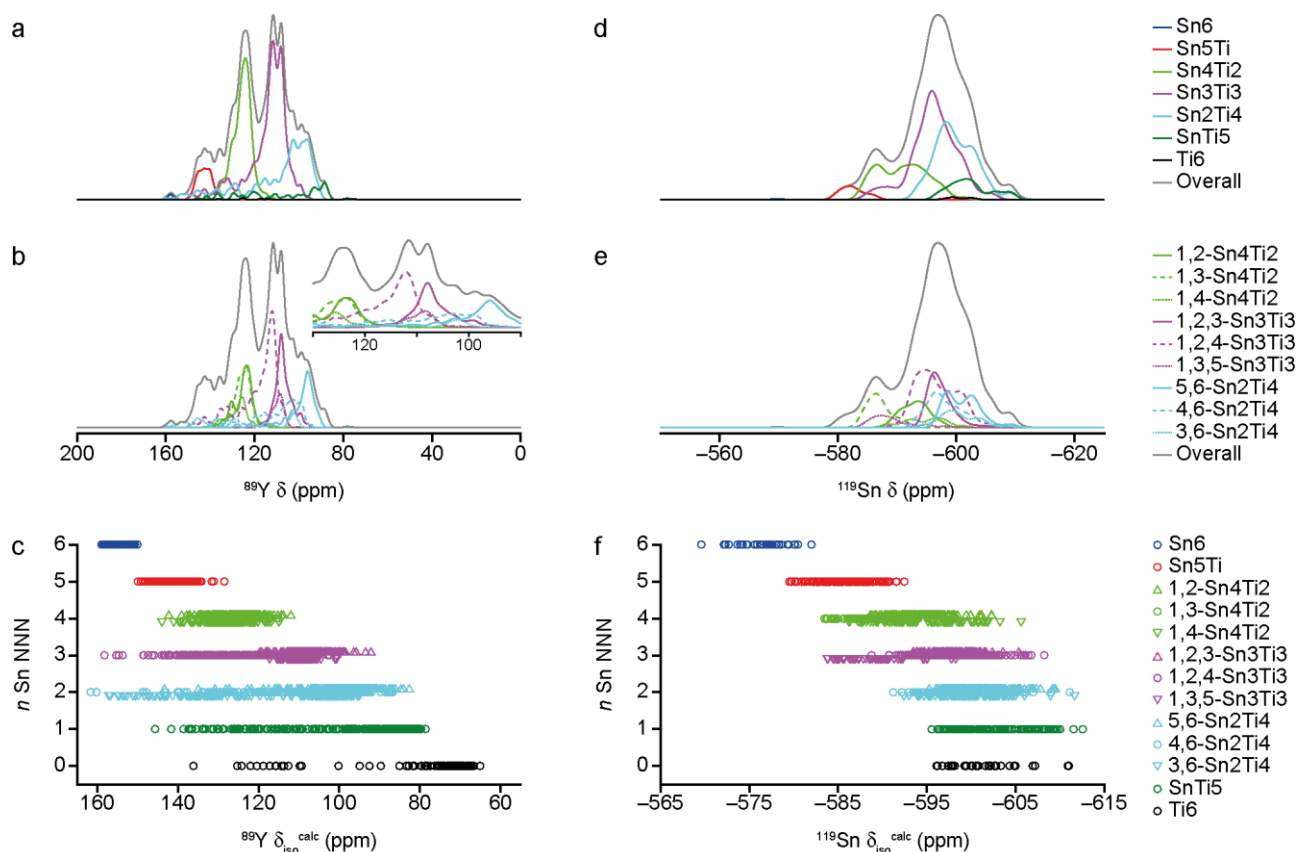 a
d
Sn6
Sn5Ti
Sn4Ti2
Sn3Ti3
Sn2Ti4
SnTi5
Ti6
Overall
b
120
100
200
160
120
80
40
0
⁸⁹Y δ (ppm)
e
–560
–580
–600
–620
¹¹⁹Sn δ (ppm)
1,2-Sn4Ti2
1,3-Sn4Ti2
1,4-Sn4Ti2
1,2,3-Sn3Ti3
1,2,4-Sn3Ti3
1,3,5-Sn3Ti3
5,6-Sn2Ti4
4,6-Sn2Ti4
3,6-Sn2Ti4
Overall
c
n Sn NNN
6
5
4
3
2
1
0
160
140
120
100
80
60
⁸⁹Y δ_iso^calc (ppm)
f
n Sn NNN
6
5
4
3
2
1
0
–565
–575
–585
–595
–605
–615
¹¹⁹Sn δ_iso^calc (ppm)
Sn6
Sn5Ti
1,2-Sn4Ti2
1,3-Sn4Ti2
1,4-Sn4Ti2
1,2,3-Sn3Ti3
1,2,4-Sn3Ti3
1,3,5-Sn3Ti3
5,6-Sn2Ti4
4,6-Sn2Ti4
3,6-Sn2Ti4
SnTi5
Ti6